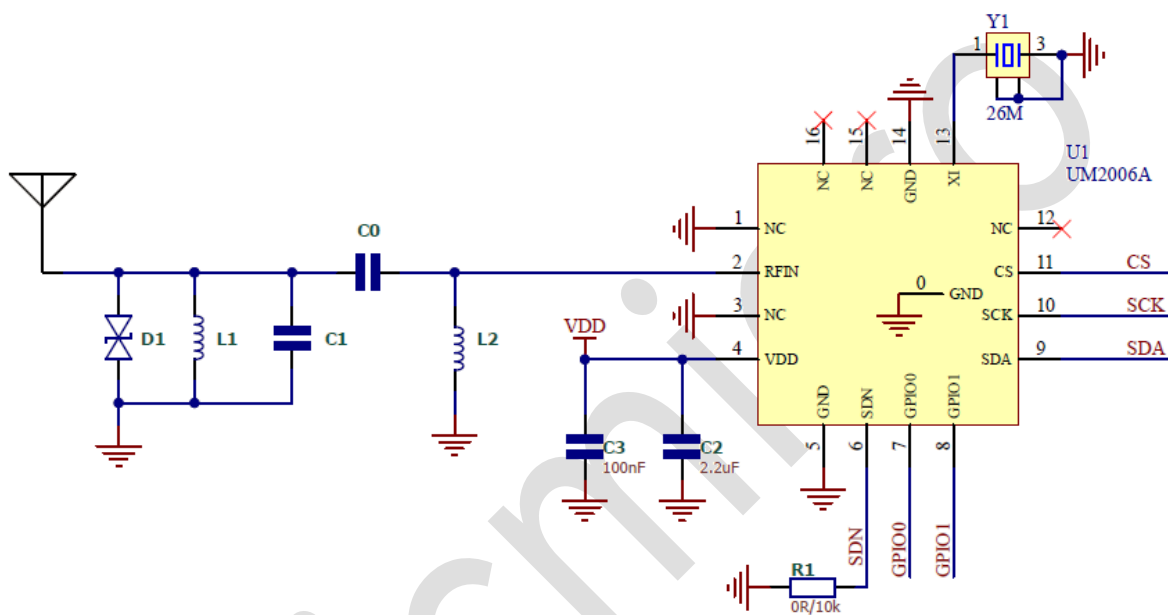 Y1
1
3
26M
16
15
14
13
NC
NC
GND
XI
U1
UM2006A
1
NC
NC
12
C0
2
RFIN
CS
11
CS
0
GND
3
NC
SCK
10
SCK
D1
L1
C1
L2
VDD
4
VDD
SDA
9
SDA
GND
SDN
GPIO0
GPIO1
5
6
7
8
C3
100nF
C2
2.2uF
SDN
GPIO0
GPIO1
R1
0R/10k